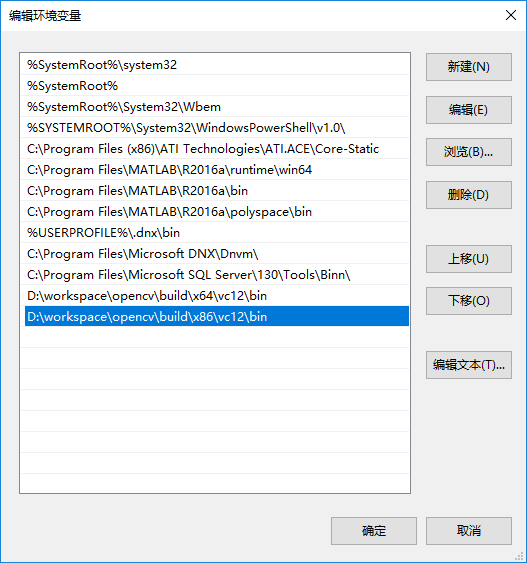 编辑环境变量
%SystemRoot%\system32
%SystemRoot%
%SystemRoot%\System32\Wbem
%SYSTEMROOT%\System32\WindowsPowerShell\v1.0\
C:\Program Files (x86)\ATI Technologies\ATI.ACE\Core-Static
C:\Program Files\MATLAB\R2016a\runtime\win64
C:\Program Files\MATLAB\R2016a\bin
C:\Program Files\MATLAB\R2016a\polyspace\bin
%USERPROFILE%\.dnx\bin
C:\Program Files\Microsoft DNX\Dnvm\
C:\Program Files\Microsoft SQL Server\130\Tools\Binn\
D:\workspace\opencv\build\x64\vc12\bin
D:\workspace\opencv\build\x86\vc12\bin
新建(N)
编辑(E)
浏览(B)...
删除(D)
上移(U)
下移(O)
编辑文本(T)...
确定
取消